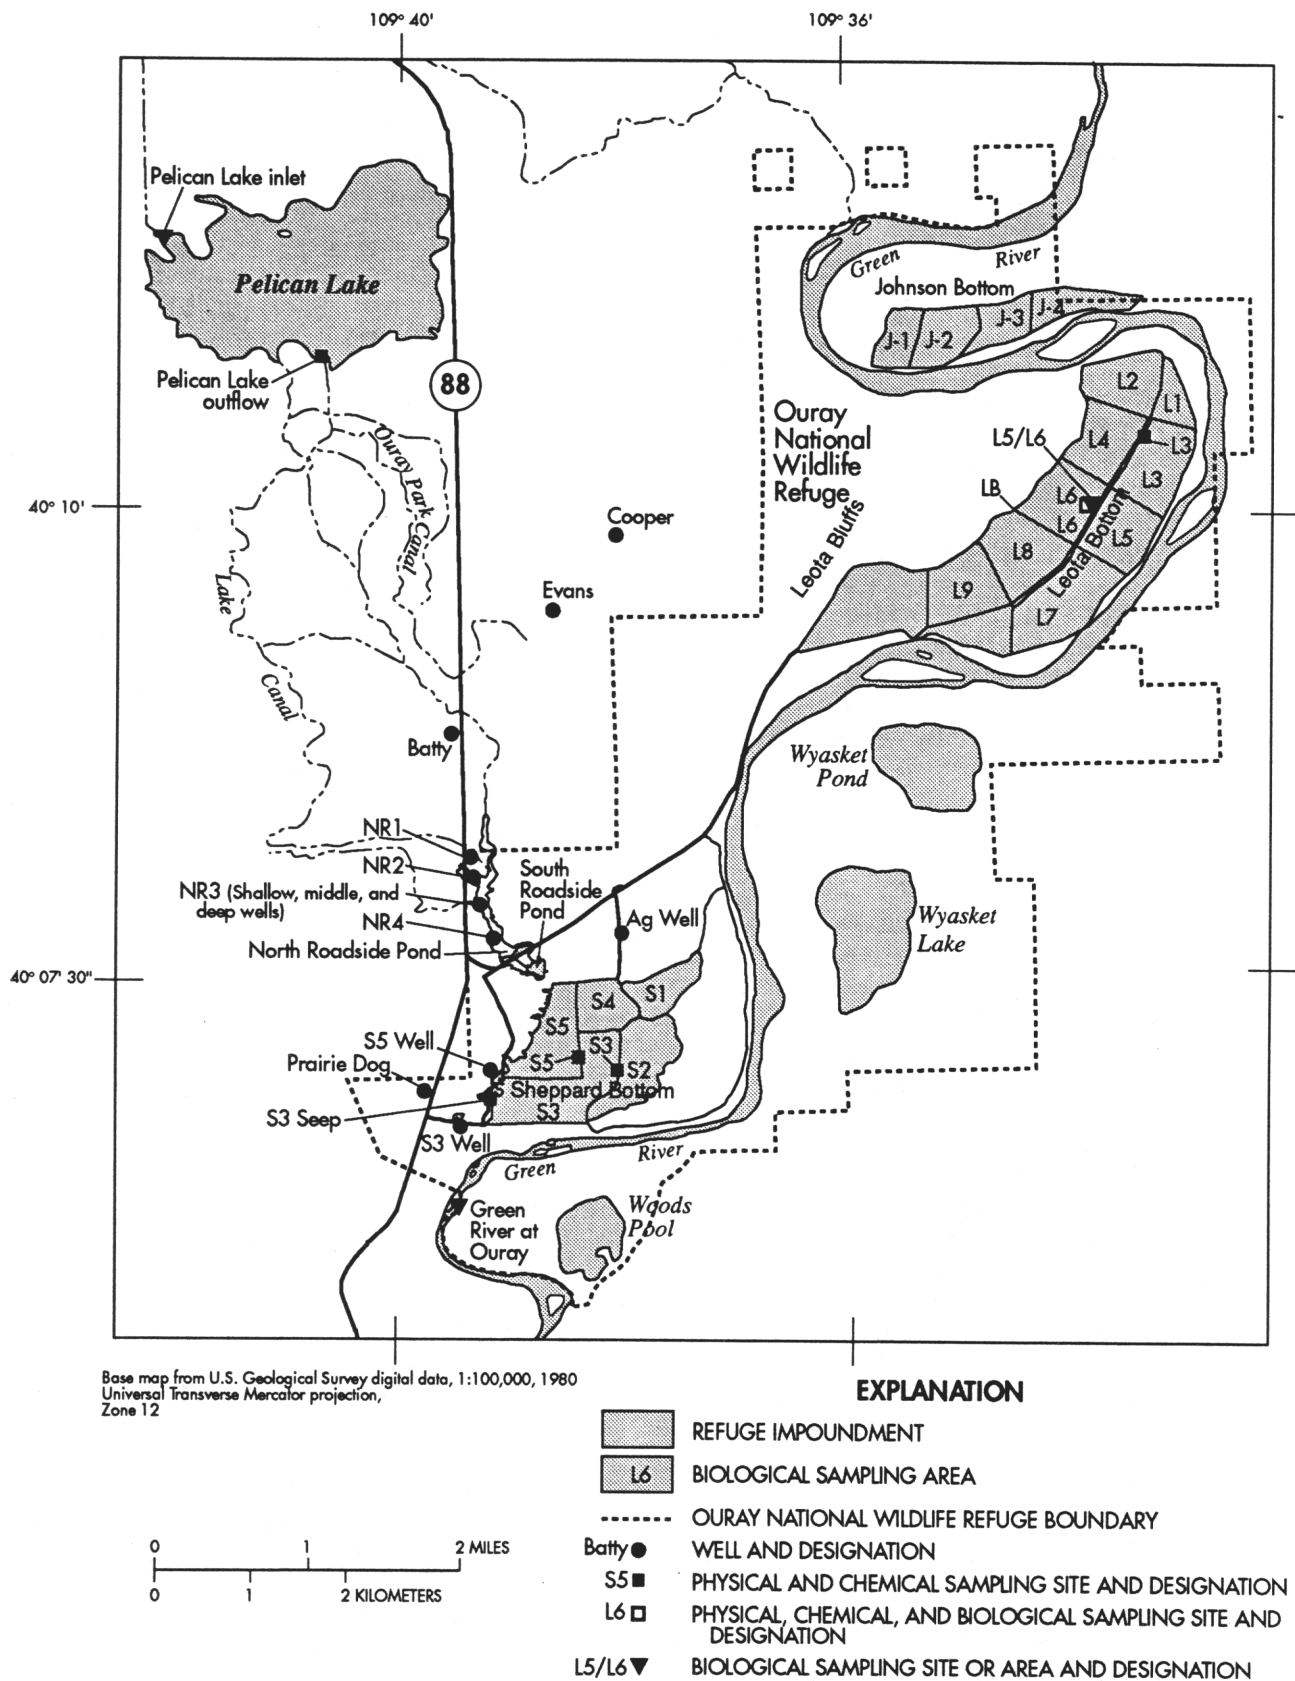 109° 40'
109° 36'
Pelican Lake inlet
Pelican Lake
Pelican Lake
outflow
88
Green
River
Johnson Bottom
J-1
J-2
J-3
J-4
Ouray
National
Wildlife
Refuge
L2
L1
L4
L3
L5/L6
L3
LB
L6
L6
L5
L8
L9
L7
Leota Bottom
Leota Bluffs
40° 10'
Ouray Park
Canal
Lake
Canal
Cooper
Evans
Batty
Wyasket
Pond
Wyasket
Lake
NR1
NR2
NR3 (Shallow, middle, and
deep wells)
NR4
North Roadside Pond
South
Roadside
Pond
Ag Well
40° 07' 30"
S4
S1
S5
S3
S5
S2
S5 Well
Prairie Dog
S Sheppard Bottom
S3
S3 Seep
S3 Well
Green
River
Green
River at
Ouray
Woods
Pool
Base map from U.S. Geological Survey digital data, 1:100,000, 1980
Universal Transverse Mercator projection,
Zone 12
EXPLANATION
REFUGE IMPOUNDMENT
L6 BIOLOGICAL SAMPLING AREA
OURAY NATIONAL WILDLIFE REFUGE BOUNDARY
Batty WELL AND DESIGNATION
S5 PHYSICAL AND CHEMICAL SAMPLING SITE AND DESIGNATION
L6 PHYSICAL, CHEMICAL, AND BIOLOGICAL SAMPLING SITE AND
DESIGNATION
L5/L6 BIOLOGICAL SAMPLING SITE OR AREA AND DESIGNATION
0 1 2 MILES
0 1 2 KILOMETERS